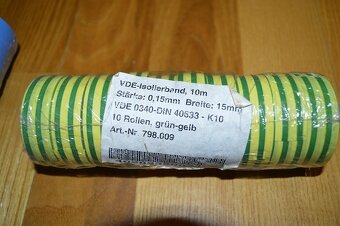 VDE-Isolierband, 10m
Stärke: 0,15mm Breite: 15mm
VDE 0340-DIN 40633 - K10
10 Rollen, grün-gelb
Art.-Nr 798.009